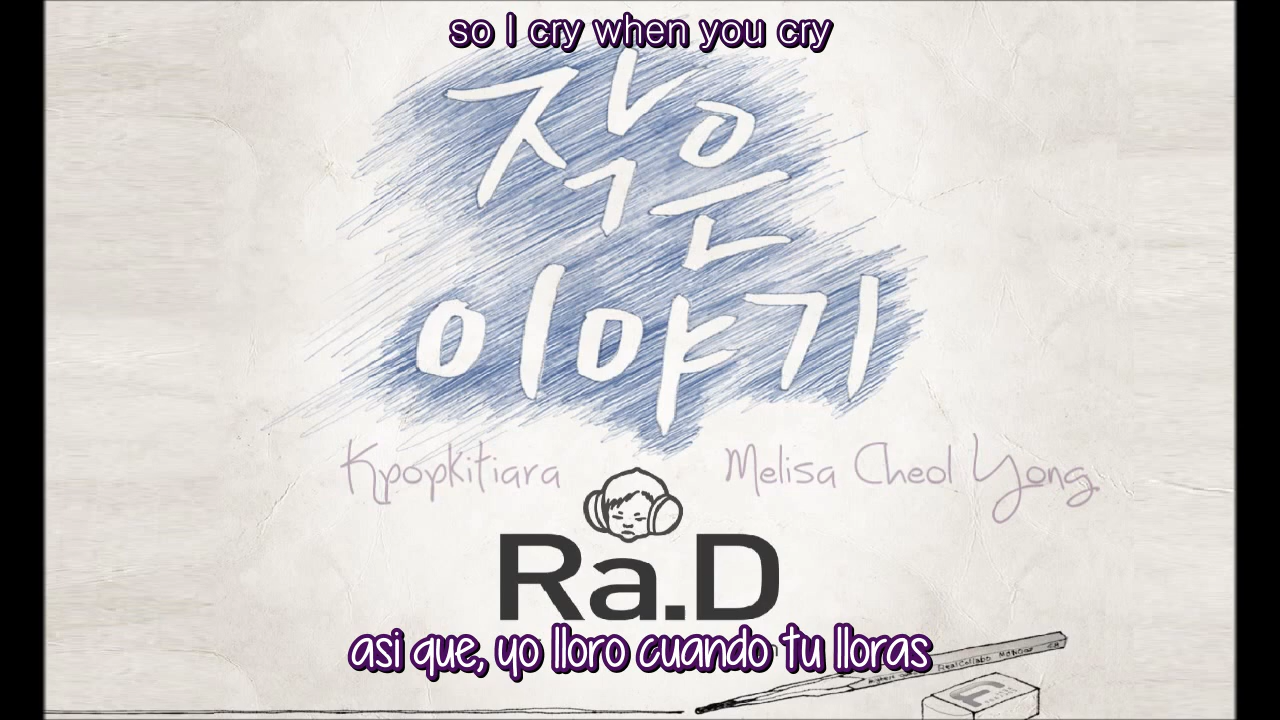 so I cry when you cry
작은
이야기
Kpopkitiara
Melisa Cheol Yong
Ra.D
asi que, yo lloro cuando tu lloras